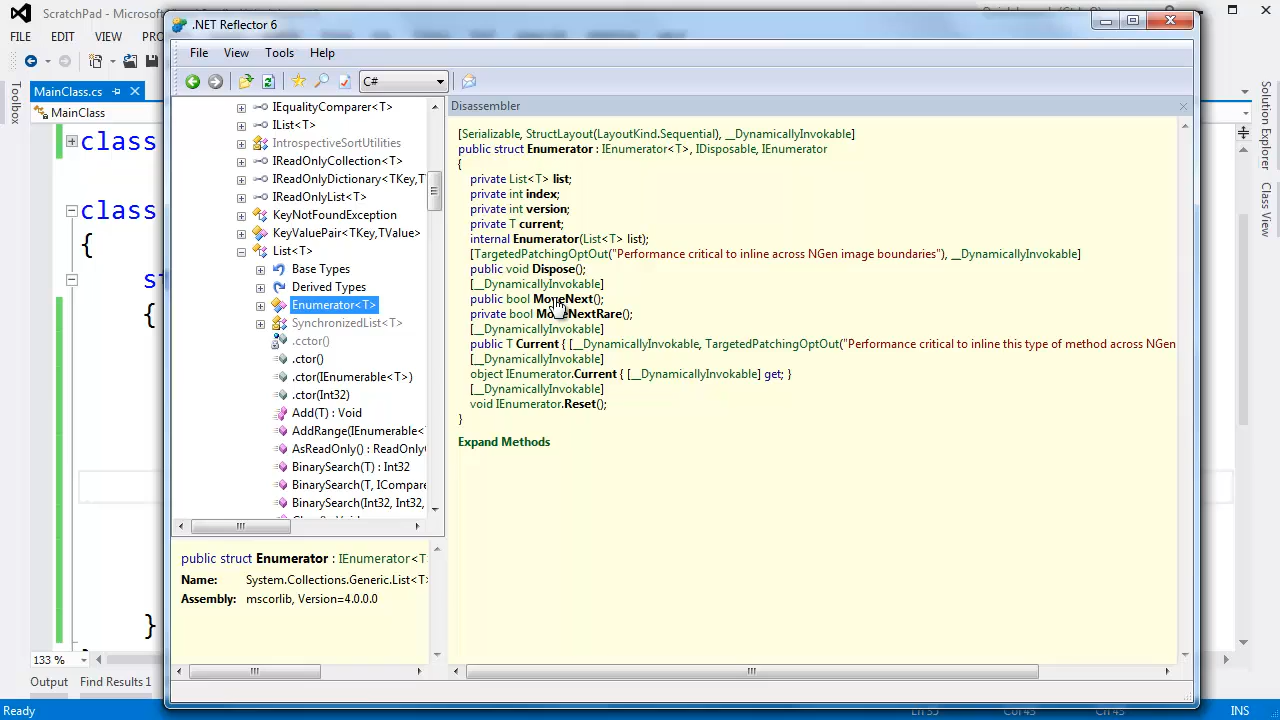 ScratchPad
FILE EDIT VIEW
MainClass.cs
MainClass
Toolbox
class
class
{
{
}
133 %
Output Find Results 1
Ready
INS
Solution Explorer
Class View
.NET Reflector 6
File View Tools Help
C#
IEqualityComparer<T>
IList<T>
IntrospectiveSortUtilities
IReadOnlyCollection<T>
IReadOnlyDictionary<TKey,T
IReadOnlyList<T>
KeyNotFoundException
KeyValuePair<TKey,TValue>
List<T>
Base Types
Derived Types
Enumerator<T>
SynchronizedList<T>
.cctor()
.ctor()
.ctor(IEnumerable<T>)
.ctor(Int32)
Add(T) : Void
AddRange(IEnumerable<
AsReadOnly() : ReadOnly
BinarySearch(T) : Int32
BinarySearch(T, ICompare
BinarySearch(Int32, Int32,
public struct Enumerator : IEnumerator<T
Name: System.Collections.Generic.List<T>
Assembly: mscorlib, Version=4.0.0.0
Disassembler
[Serializable, StructLayout(LayoutKind.Sequential), __DynamicallyInvokable]
public struct Enumerator : IEnumerator<T>, IDisposable, IEnumerator
{
private List<T> list;
private int index;
private int version;
private T current;
internal Enumerator(List<T> list);
[TargetedPatchingOptOut("Performance critical to inline across NGen image boundaries"), __DynamicallyInvokable]
public void Dispose();
[__DynamicallyInvokable]
public bool MoveNext();
private bool MoveNextRare();
[__DynamicallyInvokable]
public T Current { [__DynamicallyInvokable, TargetedPatchingOptOut("Performance critical to inline this type of method across NGen
[__DynamicallyInvokable]
object IEnumerator.Current { [__DynamicallyInvokable] get; }
[__DynamicallyInvokable]
void IEnumerator.Reset();
}
Expand Methods